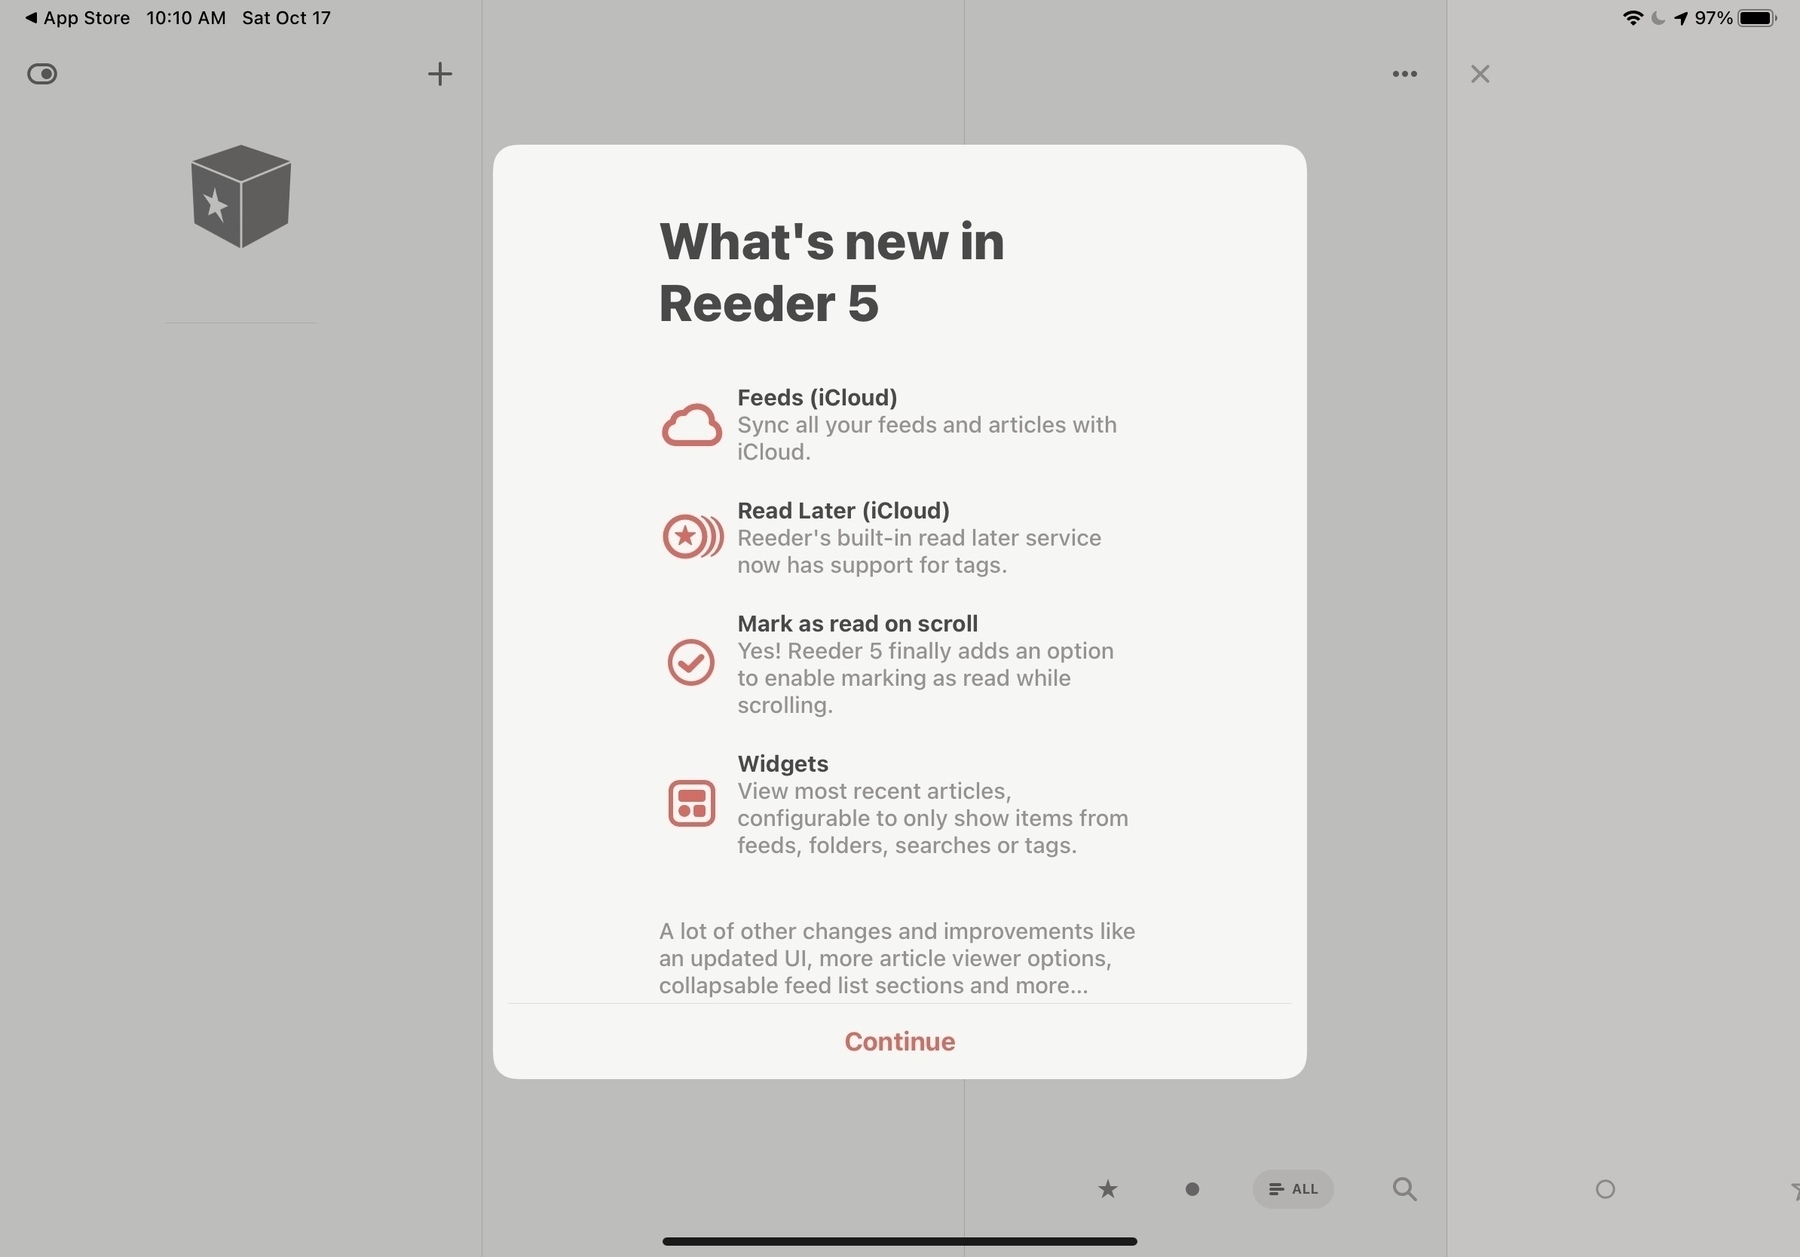 App Store 10:10 AM Sat Oct 17 97%
What's new in
Reeder 5
Feeds (iCloud)
Sync all your feeds and articles with
iCloud.
Read Later (iCloud)
Reeder's built-in read later service
now has support for tags.
Mark as read on scroll
Yes! Reeder 5 finally adds an option
to enable marking as read while
scrolling.
Widgets
View most recent articles,
configurable to only show items from
feeds, folders, searches or tags.
A lot of other changes and improvements like
an updated UI, more article viewer options,
collapsable feed list sections and more...
Continue
ALL